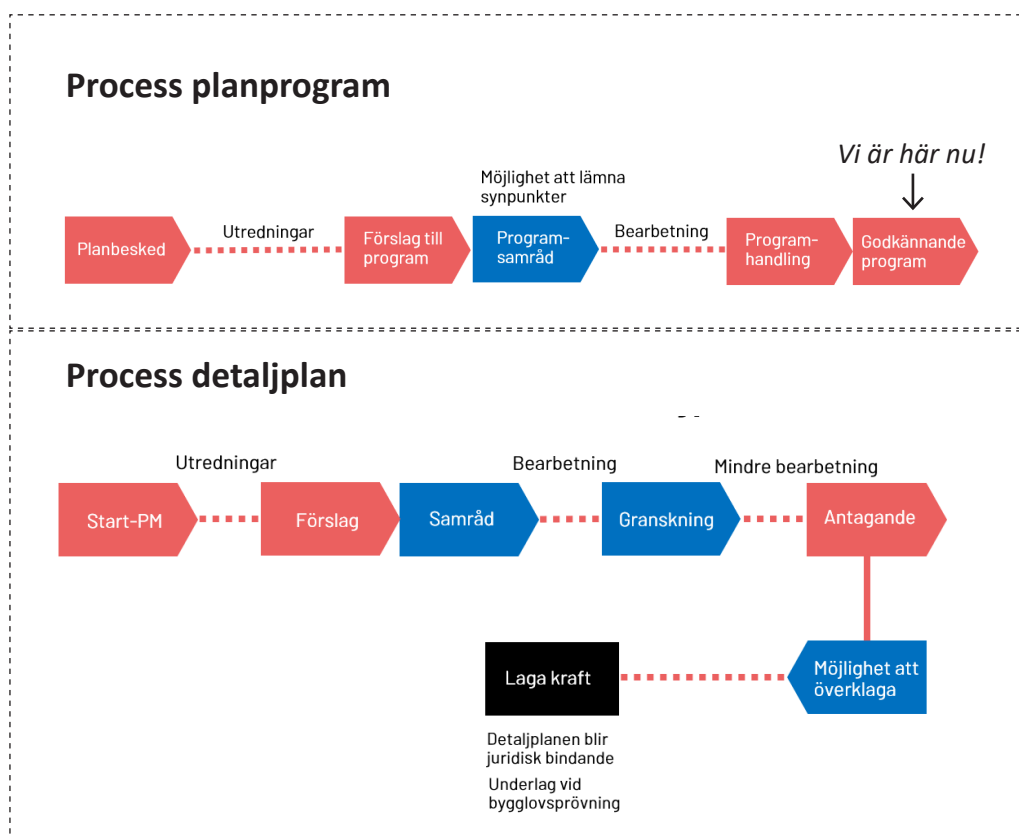 Process planprogram
Vi är här nu!
Möjlighet att lämna
synpunkter
Planbesked
Utredningar
Förslag till
program
Program-
samråd
Bearbetning
Program-
handling
Godkännande
program
Process detaljplan
Utredningar
Bearbetning
Mindre bearbetning
Start-PM
Förslag
Samråd
Granskning
Antagande
Möjlighet att
överklaga
Laga kraft
Detaljplanen blir
juridisk bindande
Underlag vid
bygglovsprövning